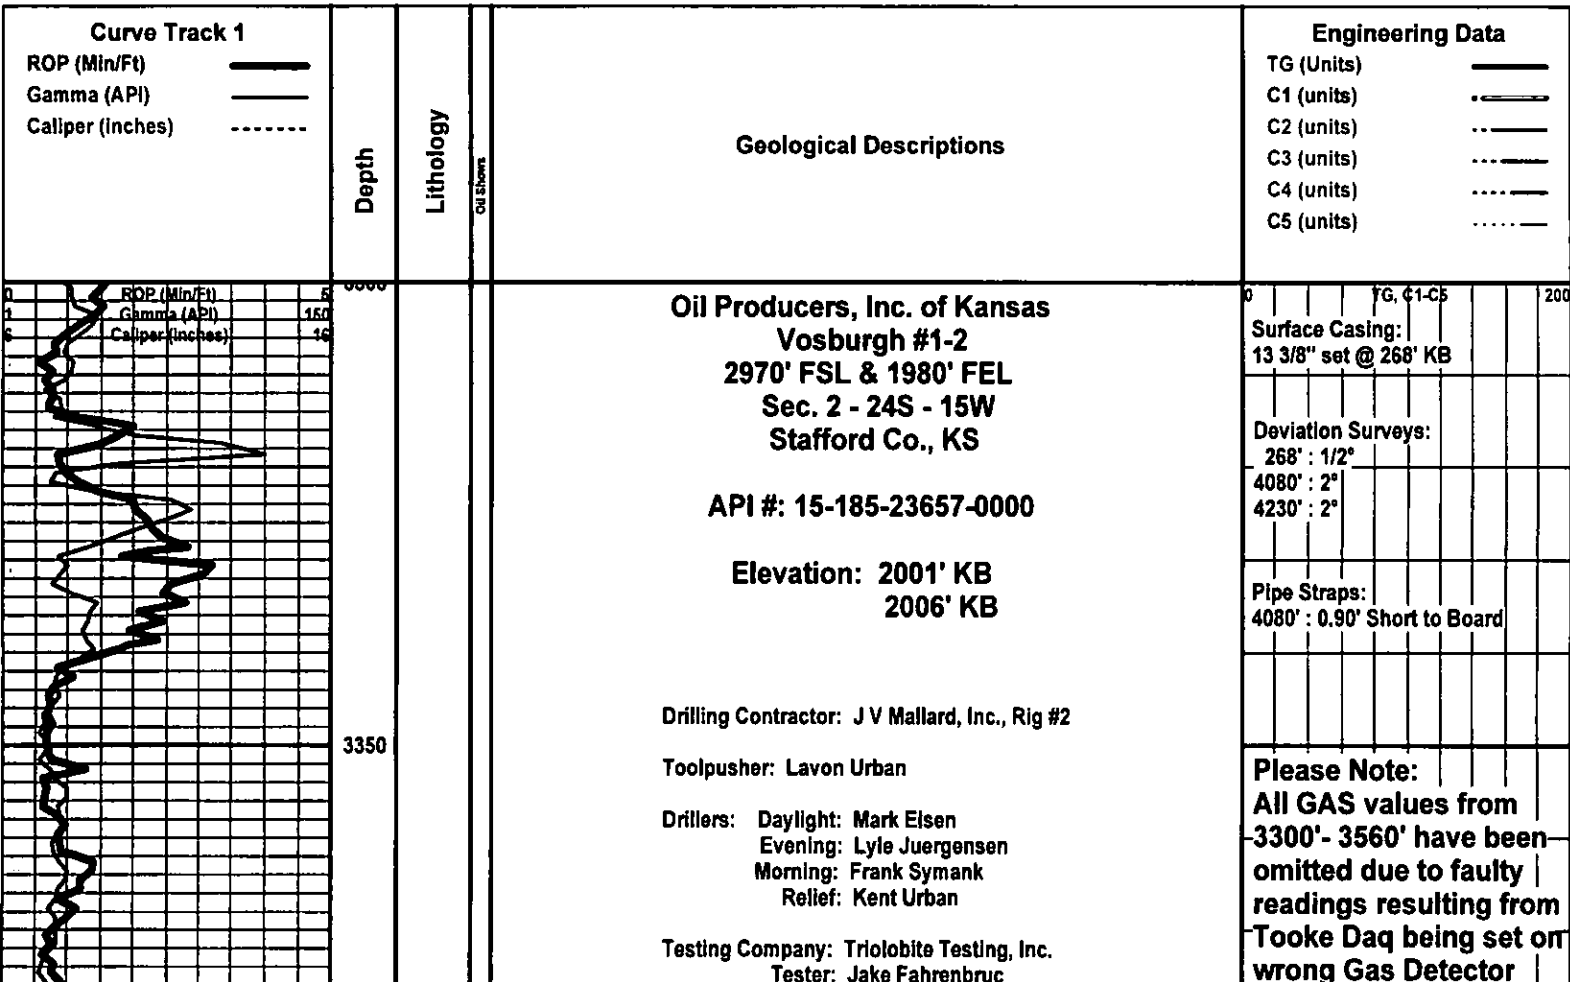 Curve Track 1
ROP (Min/Ft)
Gamma (API)
Caliper (inches)
Depth
Lithology
Oil Shows
Geological Descriptions
Engineering Data
TG (Units)
C1 (units)
C2 (units)
C3 (units)
C4 (units)
C5 (units)
0 ROP (Min/Ft) 5
Gamma (API) 150
6 Caliper (inches) 16
3350
Oil Producers, Inc. of Kansas
Vosburgh #1-2
2970' FSL & 1980' FEL
Sec. 2 - 24S - 15W
Stafford Co., KS
API #: 15-185-23657-0000
Elevation: 2001' KB
2006' KB
Drilling Contractor: J V Mallard, Inc., Rig #2
Toolpusher: Lavon Urban
Drillers: Daylight: Mark Eisen
Evening: Lyle Juergensen
Morning: Frank Symank
Relief: Kent Urban
Testing Company: Triolobite Testing, Inc.
Tester: Jake Fahrenbruc
0 TG, C1-C5 200
Surface Casing:
13 3/8" set @ 268' KB
Deviation Surveys:
268' : 1/2°
4080' : 2°
4230' : 2°
Pipe Straps:
4080' : 0.90' Short to Board
Please Note:
All GAS values from
3300'- 3560' have been
omitted due to faulty
readings resulting from
Tooke Daq being set on
wrong Gas Detector